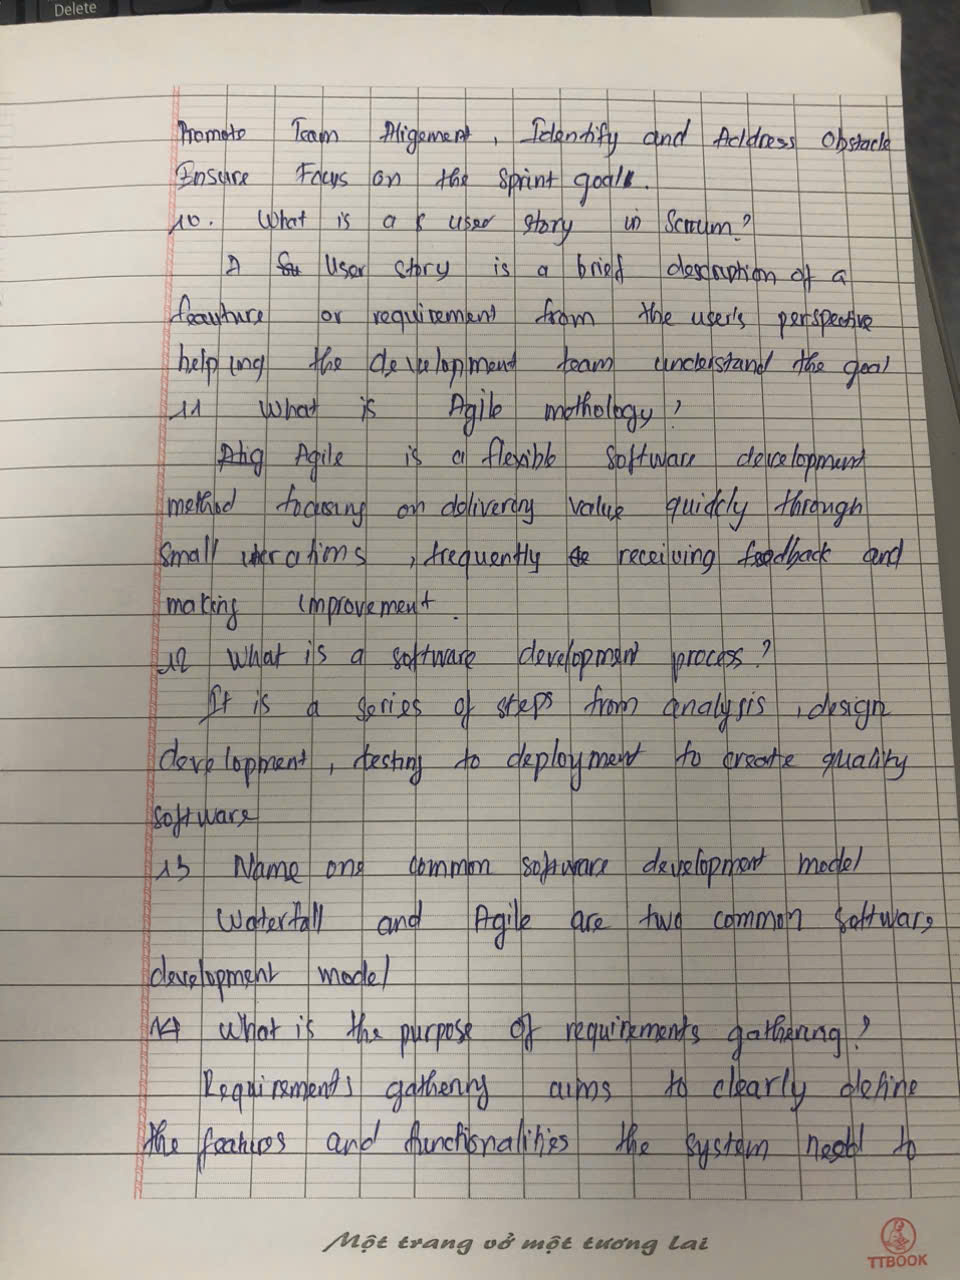 Delete
Promote Team Aligement, Identify and Address Obstacle
Ensure Focus on the sprint goals.
10. What is a user story in Scrum?
A User story is a brief description of a
feauture or requirement from the user's perspective
helping the development team understand the goal
11 What is Agile mothology?
Agile is a flexible software development
method focusing on delivering value quickly through
small iterations, frequently receiving feedback and
making improvement.
12 What is a software development process?
It is a series of steps from analysis, design
development, testing to deployment to create quality
software
13 Name one common software development model
Waterfall and Agile are two common software
development model
14 What is the purpose of requirements gathering?
Requirements gathering aims to clearly define
the features and functionalities the system need to
Một trang vở một tương lai
TTBOOK